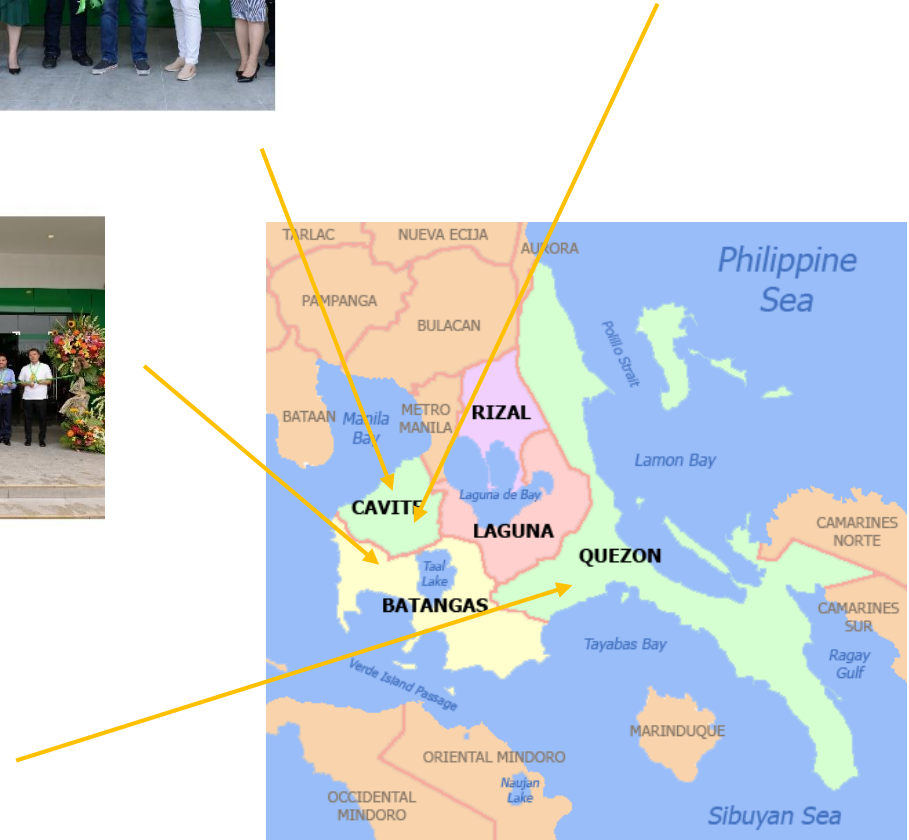 TARLAC
NUEVA ECIJA
AURORA
Philippine
Sea
PAMPANGA
BULACAN
Polillo Strait
BATAAN
Manila
Bay
METRO
MANILA
RIZAL
Lamon Bay
Laguna de Bay
CAVITE
LAGUNA
CAMARINES
NORTE
QUEZON
Taal
Lake
BATANGAS
CAMARINES
SUR
Tayabas Bay
Ragay
Gulf
Verde Island Passage
MARINDUQUE
ORIENTAL MINDORO
Naujan
Lake
OCCIDENTAL
MINDORO
Sibuyan Sea